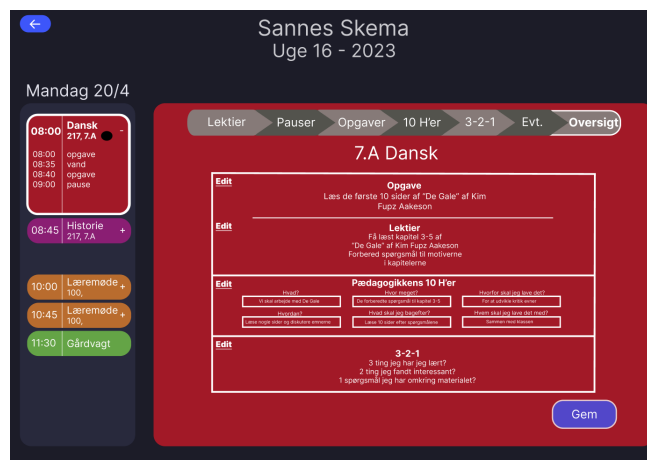 Sannes Skema
Uge 16 - 2023
Mandag 20/4
08:00 Dansk -
217, 7.A
08:00 opgave
08:35 vand
08:40 opgave
09:00 pause
08:45 Historie +
217, 7.A
10:00 Læremøde +
100,
10:45 Læremøde +
100,
11:30 Gårdvagt
Lektier Pauser Opgaver 10 H'er 3-2-1 Evt. Oversigt
7.A Dansk
Edit
Opgave
Læs de første 10 sider af "De Gale" af Kim
Fupz Aakeson
Edit
Lektier
Få læst kapitel 3-5 af
"De Gale" af Kim Fupz Aakeson
Forbered spørgsmål til motiverne
i kapitelerne
Edit
Pædagogikkens 10 H'er
Hvad? Hvor meget? Hvorfor skal jeg lave det?
Vi skal arbejde med De Gale De forberedte spørgsmål til kapitel 3-5 For at udvikle kritik evner
Hvordan? Hvad skal jeg bagefter? Hvem skal jeg lave det med?
Læse nogle sider og diskutere emnerne Læse 10 sider efter spørgsmålene Sammen med klassen
Edit
3-2-1
3 ting jeg har jeg lært?
2 ting jeg fandt interessant?
1 spørgsmål jeg har omkring materialet?
Gem